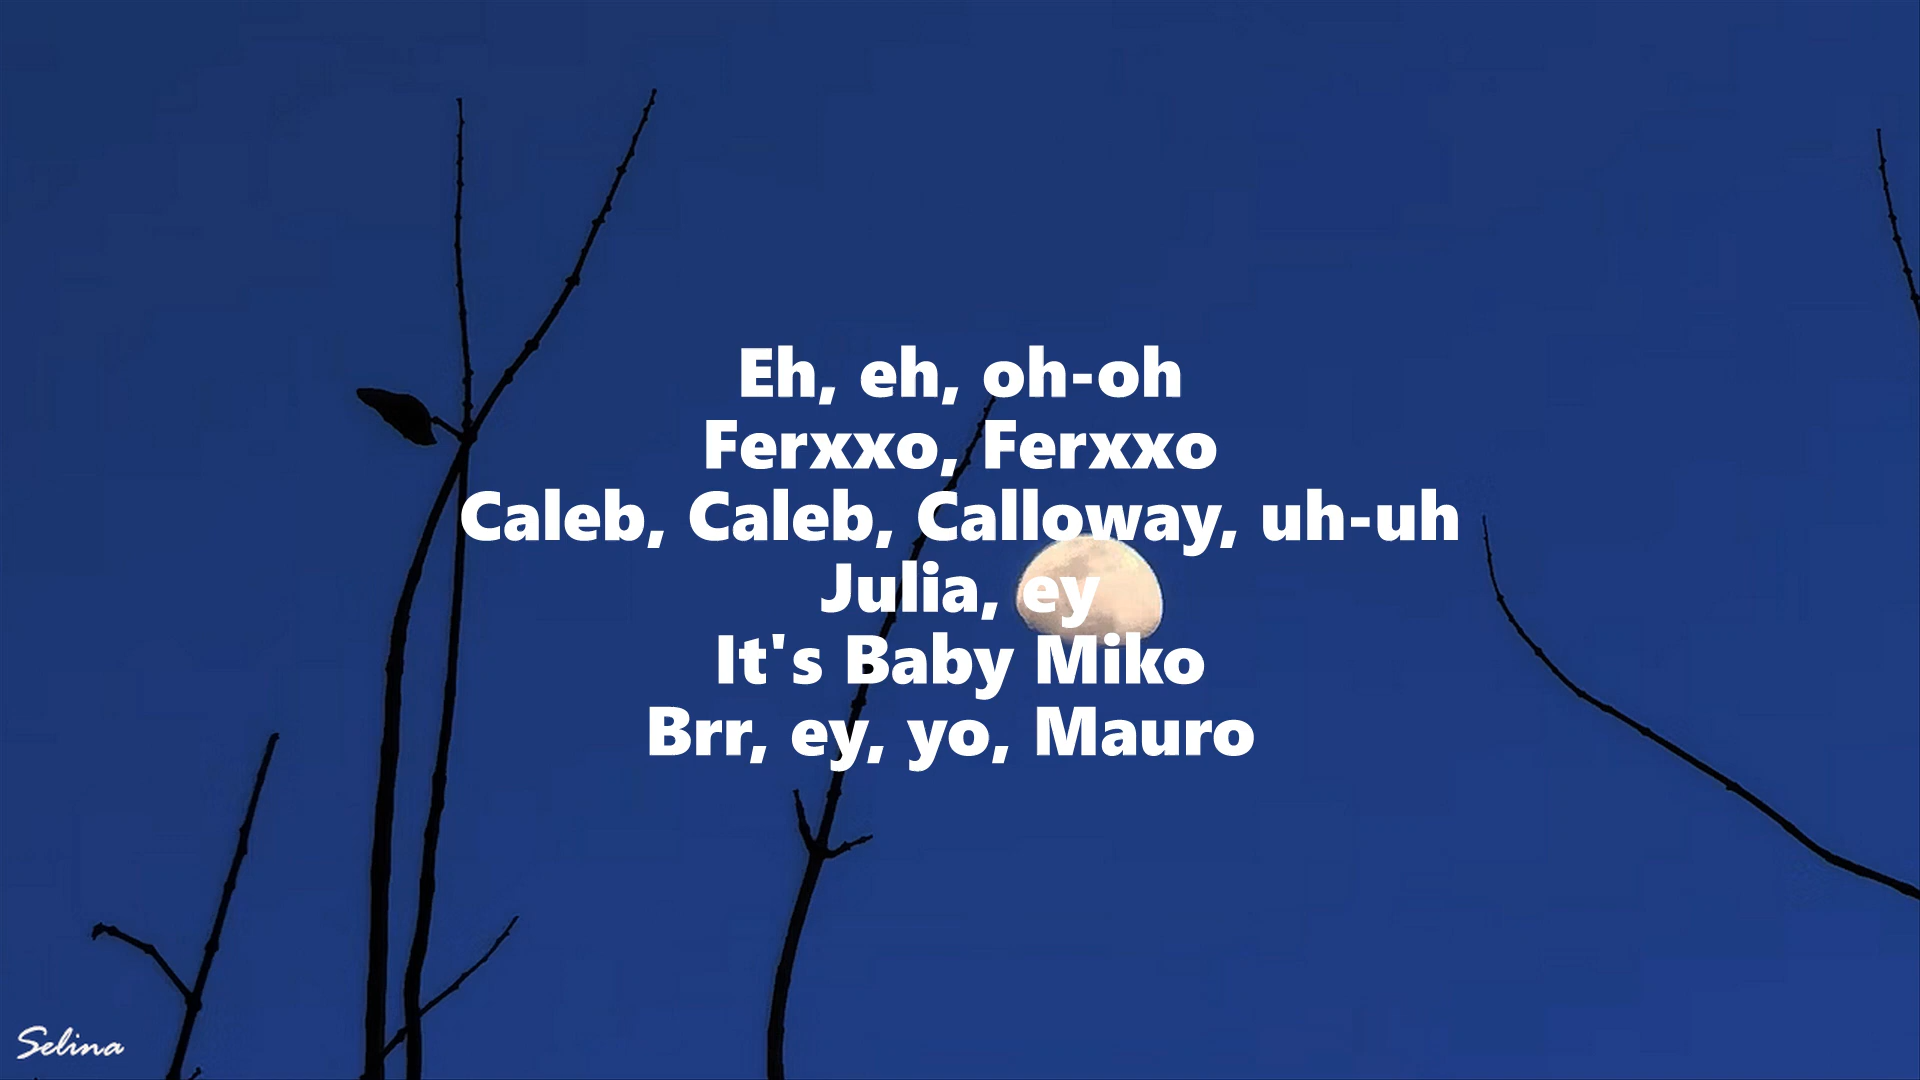 Eh, eh, oh-oh
Ferxxo, Ferxxo
Caleb, Caleb, Calloway, uh-uh
Julia, ey
It's Baby Miko
Brr, ey, yo, Mauro
Selina